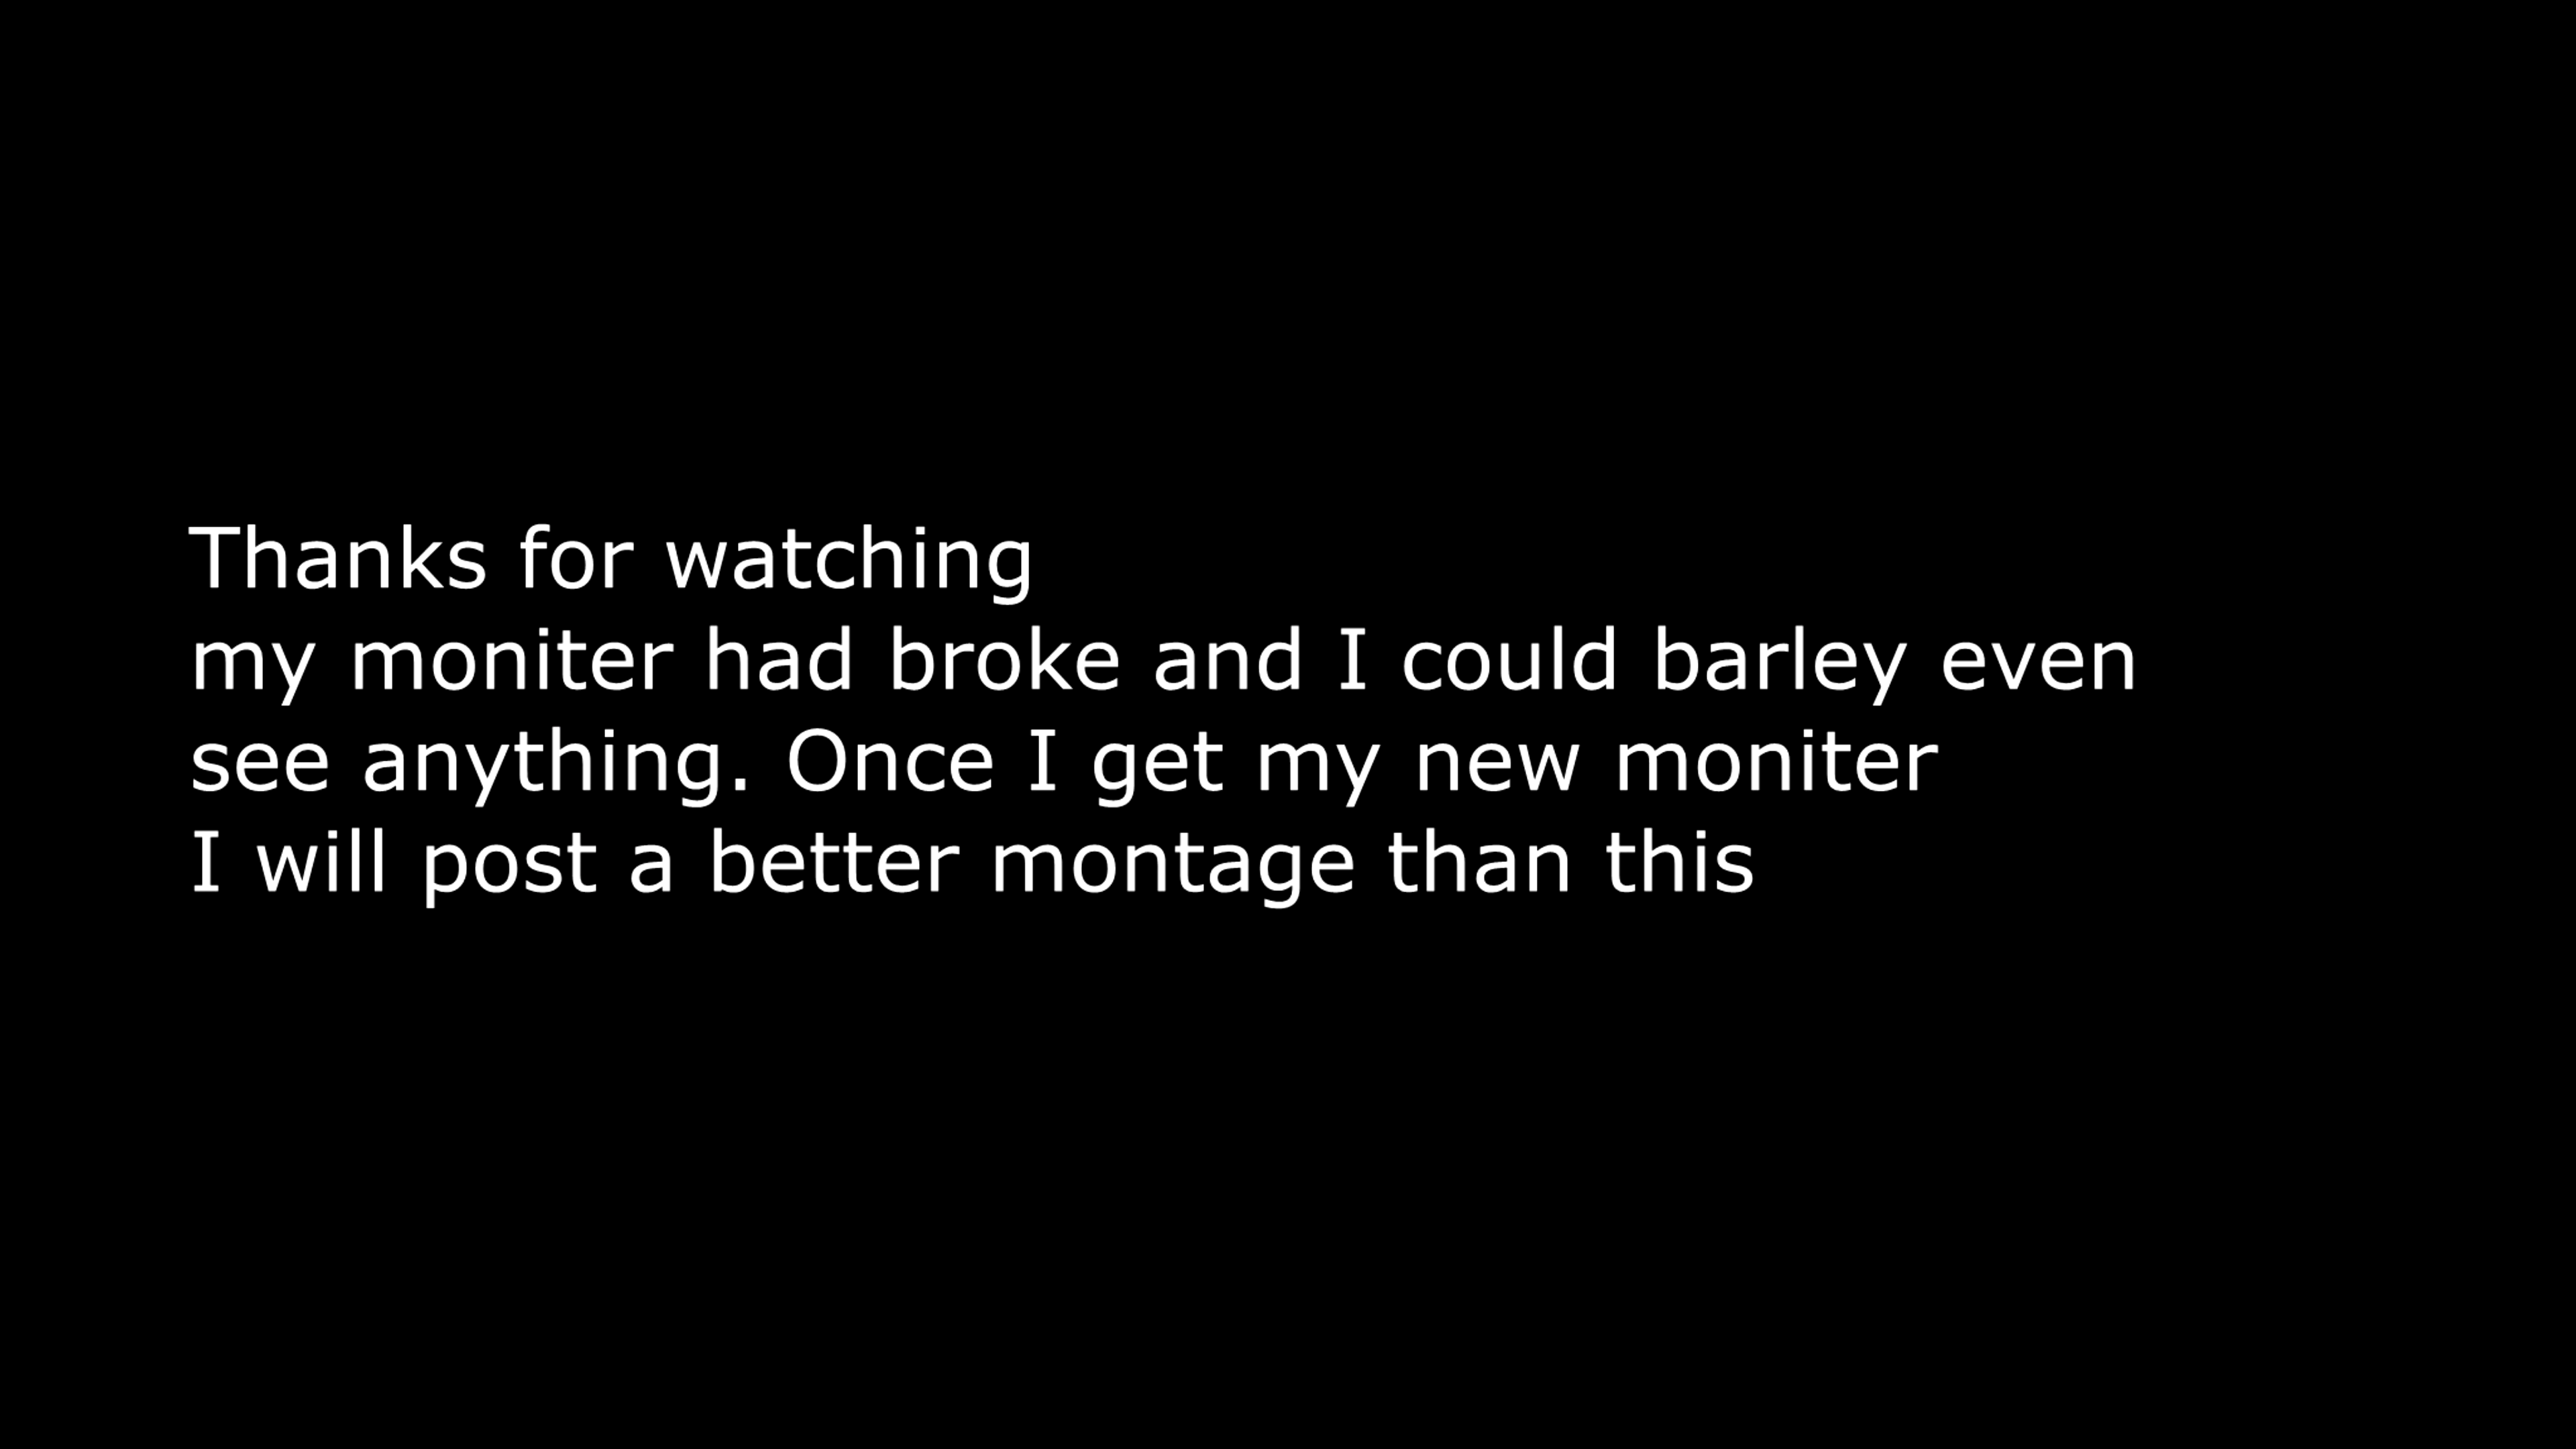 Thanks for watching
my moniter had broke and I could barley even
see anything. Once I get my new moniter
I will post a better montage than this